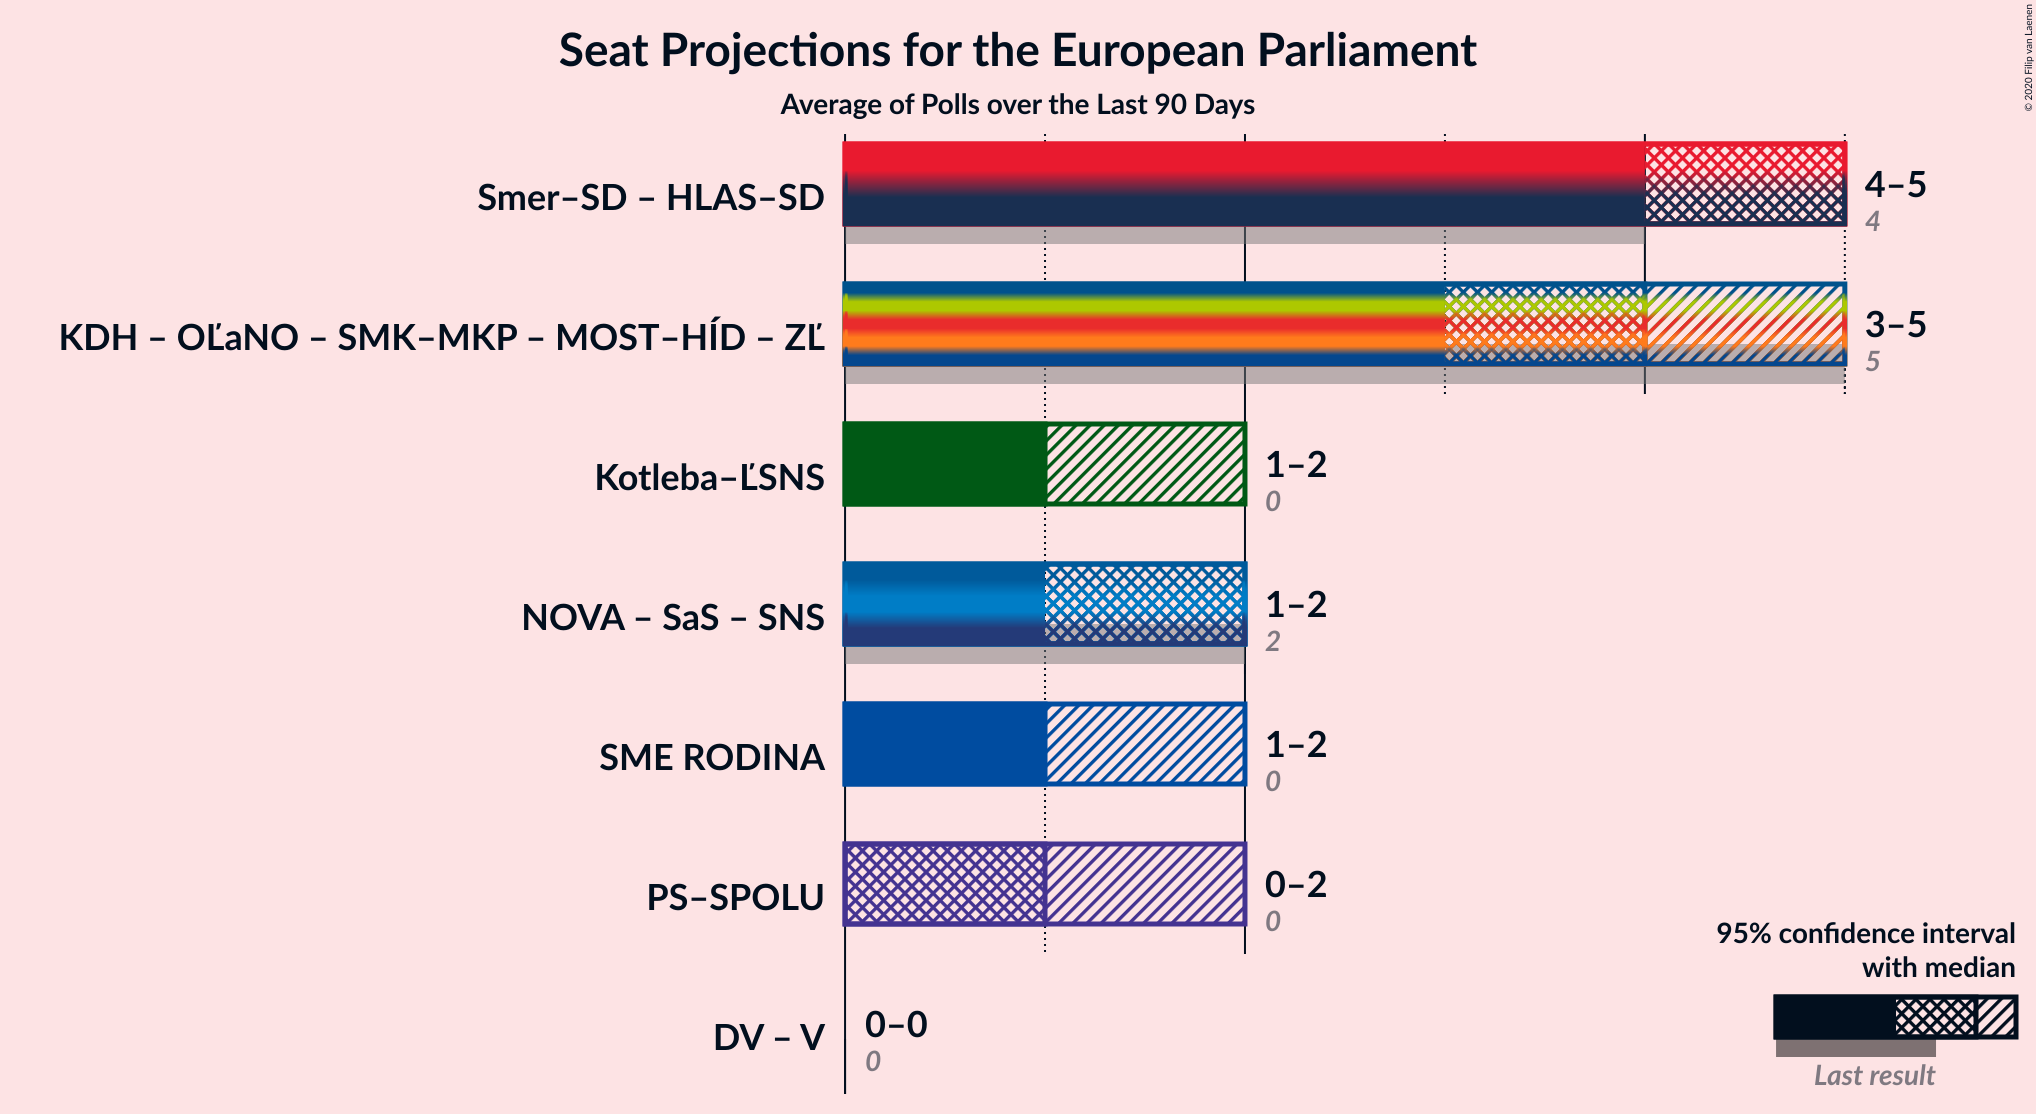 Seat Projections for the European Parliament
Average of Polls over the Last 90 Days
© 2020 Filip van Laenen
Smer–SD – HLAS–SD
4–5
4
KDH – OĽaNO – SMK–MKP – MOST–HÍD – ZĽ
3–5
5
Kotleba–ĽSNS
1–2
0
NOVA – SaS – SNS
1–2
2
SME RODINA
1–2
0
PS–SPOLU
0–2
0
DV – V
0–0
0
95% confidence interval
with median
Last result